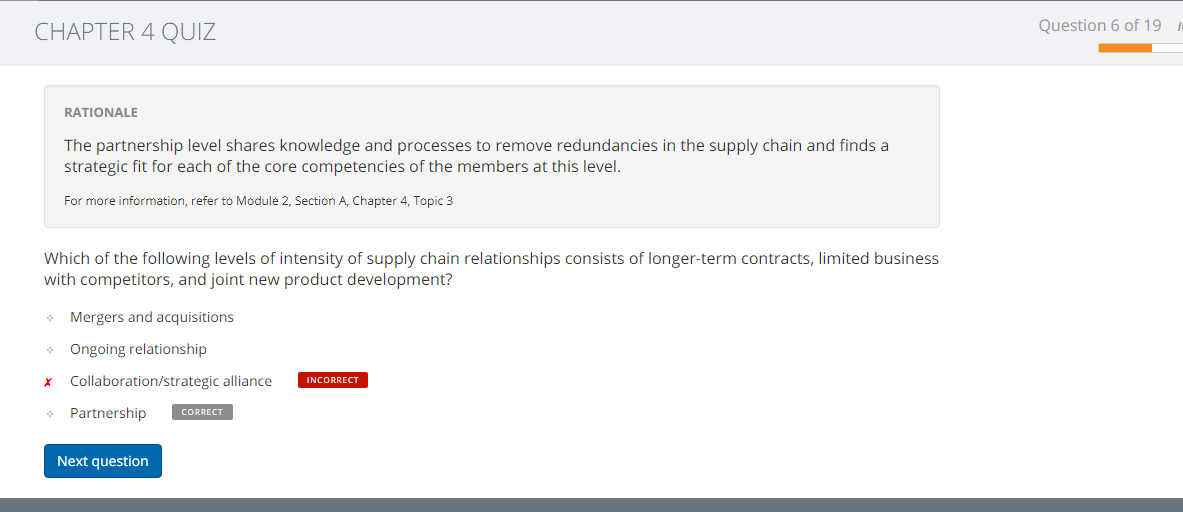 CHAPTER 4 QUIZ
Question 6 of 19
RATIONALE
The partnership level shares knowledge and processes to remove redundancies in the supply chain and finds a
strategic fit for each of the core competencies of the members at this level.
For more information, refer to Module 2, Section A, Chapter 4, Topic 3
Which of the following levels of intensity of supply chain relationships consists of longer-term contracts, limited business
with competitors, and joint new product development?
Mergers and acquisitions
Ongoing relationship
Collaboration/strategic alliance INCORRECT
Partnership CORRECT
Next question